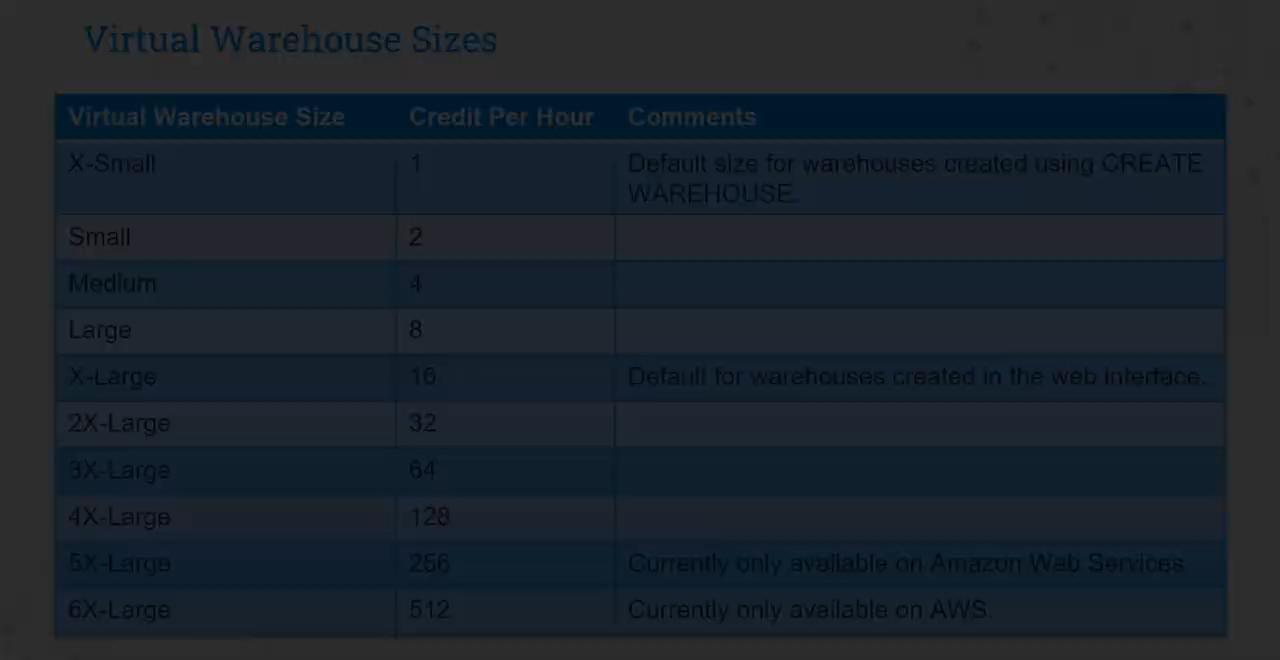 Virtual Warehouse Sizes
Virtual Warehouse Size Credit Per Hour Comments
X-Small 1 Default size for warehouses created using CREATE
WAREHOUSE.
Small 2
Medium 4
Large 8
X-Large 16 Default for warehouses created in the web interface.
2X-Large 32
3X-Large 64
4X-Large 128
5X-Large 256 Currently only available on Amazon Web Services
6X-Large 512 Currently only available on AWS.